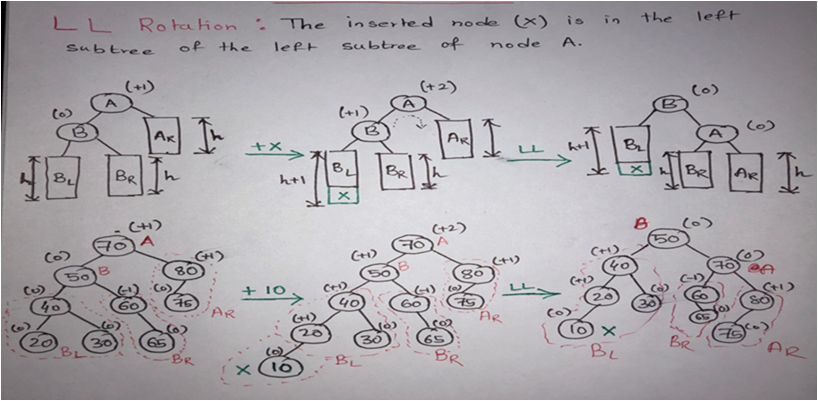 LL Rotation : The inserted node (x) is in the left
subtree of the left subtree of node A.
(+1)
A
(0)
B
AR
h
h
BL
BR
h
+X
(+2)
A
(+1)
B
AR
h+1
BL
X
BR
h
LL
(0)
B
(0)
A
h+1
BL
X
h
BR
AR
h
(+1)
70 A
(0)
50 B
(+1)
80
(0)
40
(-1)
60
(0)
75
AR
(0)
20
(0)
30
(0)
65
BL
BR
+ 10
(+2)
70 A
(+1)
50 B
(+1)
80
(+1)
40
(-1)
60
(0)
75
AR
(+1)
20
(0)
30
(0)
65
X
(0)
10
BL
BR
LL
B
(0)
50
(+1)
40
(0)
70
A
(+1)
20
(0)
30
(-1)
60
(+1)
80
(0)
10
X
65
(0)
75
(0)
BL
BR
AR